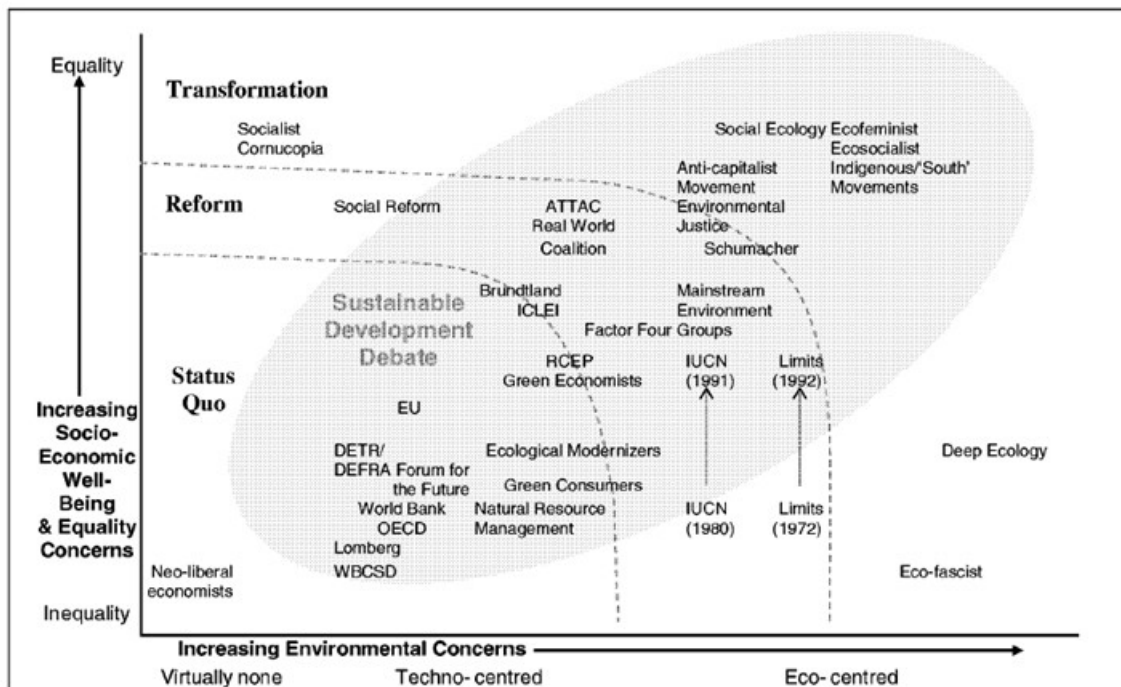 Equality
Transformation
Socialist
Cornucopia
Social Ecology Ecofeminist
Ecosocialist
Indigenous/'South'
Movements
Anti-capitalist
Movement
Environmental
Justice
Reform
Social Reform
ATTAC
Real World
Coalition
Schumacher
Sustainable
Development
Debate
Brundtland
ICLEI
Mainstream
Environment
Factor Four Groups
RCEP
Green Economists
IUCN
(1991)
Limits
(1992)
Status
Quo
EU
Increasing
Socio-
Economic
Well-
Being
& Equality
Concerns
DETR/
DEFRA Forum for
the Future
Ecological Modernizers
Green Consumers
Deep Ecology
World Bank
OECD
Natural Resource
Management
IUCN
(1980)
Limits
(1972)
Lomberg
WBCSD
Neo-liberal
economists
Eco-fascist
Inequality
Increasing Environmental Concerns
Virtually none
Techno- centred
Eco- centred